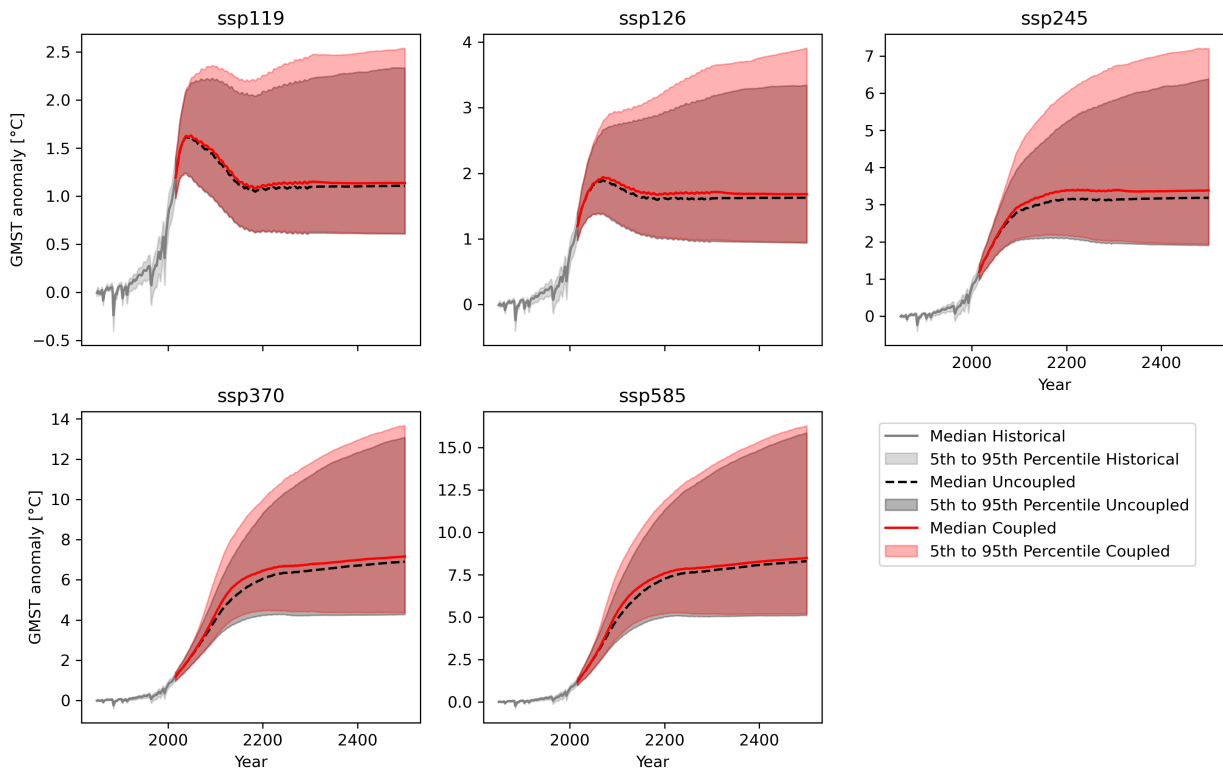 ssp119
ssp126
ssp245
GMST anomaly [°C]
2.5
2.0
1.5
1.0
0.5
0.0
−0.5
4
3
2
1
0
7
6
5
4
3
2
1
0
2000 2200 2400
Year
ssp370
ssp585
GMST anomaly [°C]
14
12
10
8
6
4
2
0
2000 2200 2400
Year
15.0
12.5
10.0
7.5
5.0
2.5
0.0
2000 2200 2400
Year
Median Historical
5th to 95th Percentile Historical
Median Uncoupled
5th to 95th Percentile Uncoupled
Median Coupled
5th to 95th Percentile Coupled